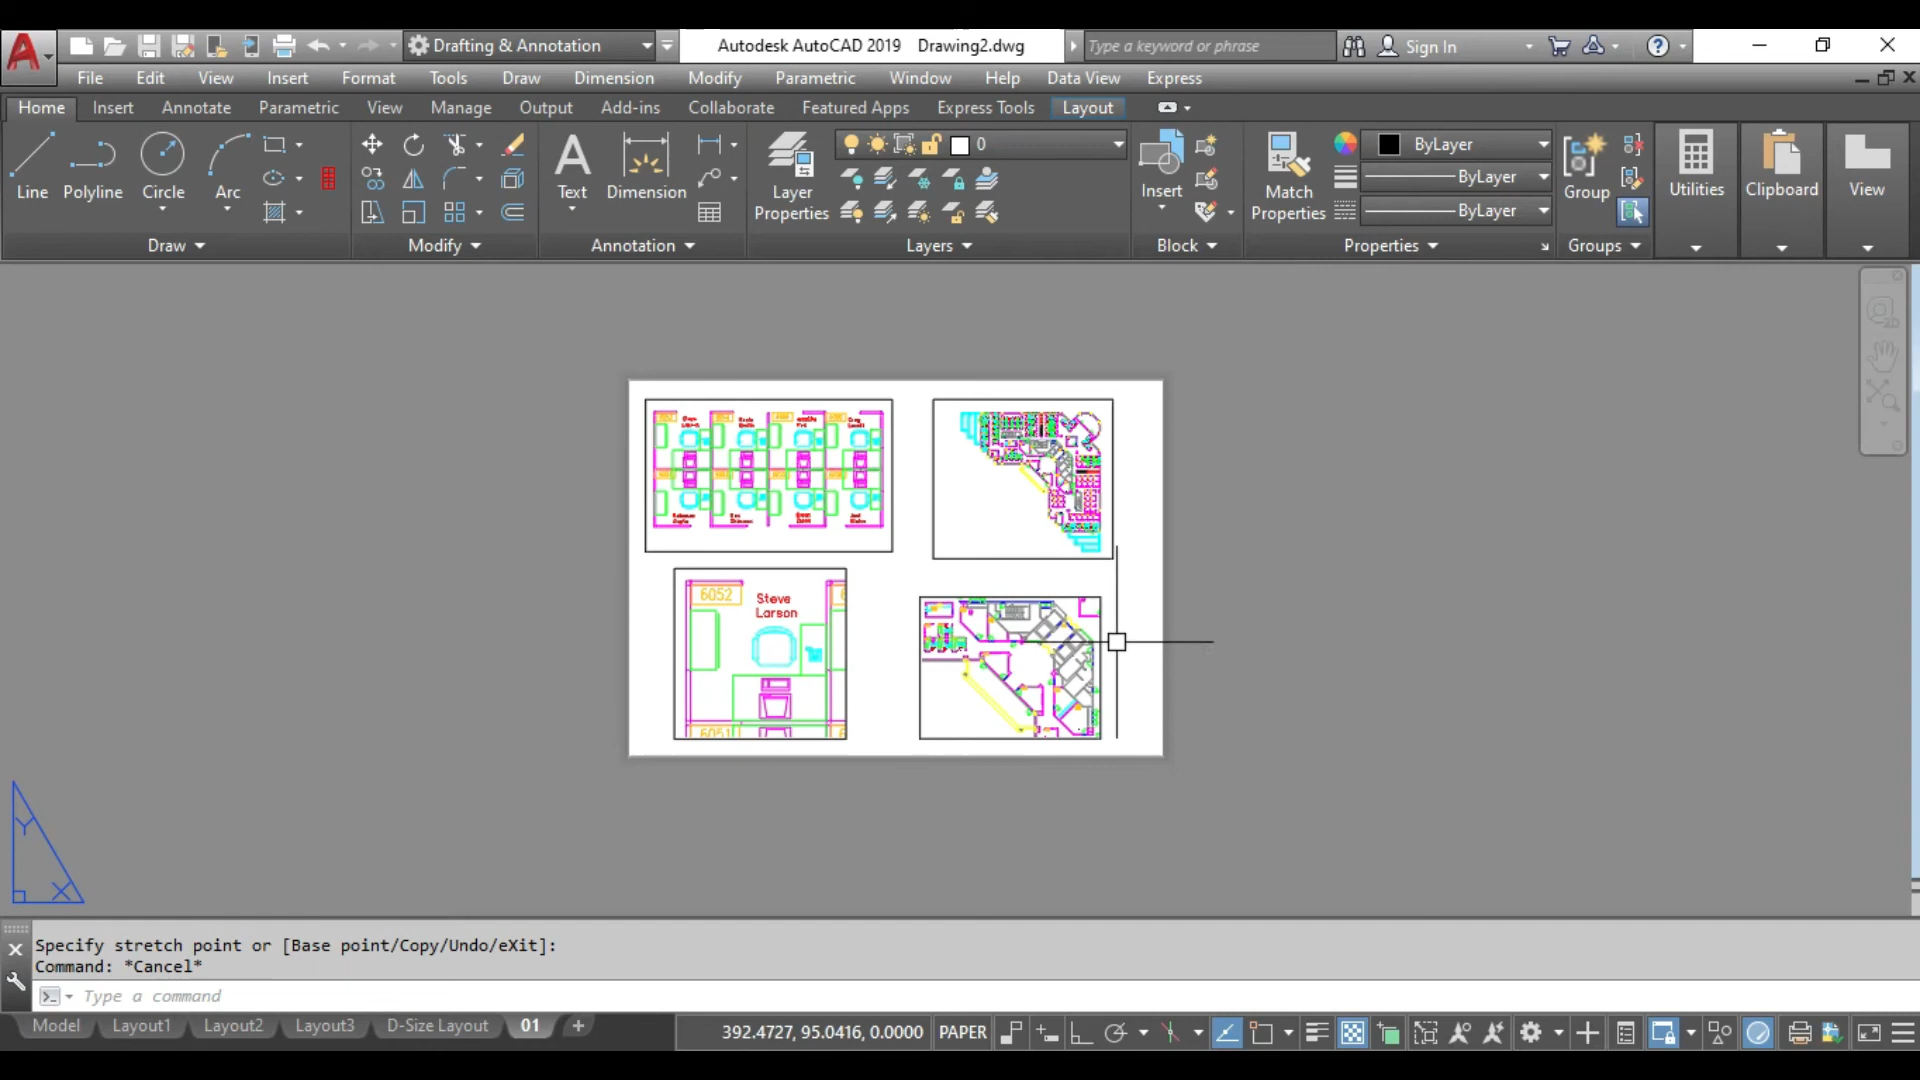 Drafting & Annotation
Autodesk AutoCAD 2019 Drawing2.dwg
Type a keyword or phrase
Sign In
File Edit View Insert Format Tools Draw Dimension Modify Parametric Window Help Data View Express
Home Insert Annotate Parametric View Manage Output Add-ins Collaborate Featured Apps Express Tools Layout
Line Polyline Circle Arc
Text Dimension
Layer Properties
0
Insert
Match Properties
ByLayer
ByLayer
ByLayer
Group
Utilities Clipboard View
Draw Modify Annotation Layers Block Properties Groups
6052
Steve
Larson
6051
Y
X
Specify stretch point or [Base point/Copy/Undo/eXit]:
Command: *Cancel*
Type a command
Model Layout1 Layout2 Layout3 D-Size Layout 01 +
392.4727, 95.0416, 0.0000 PAPER